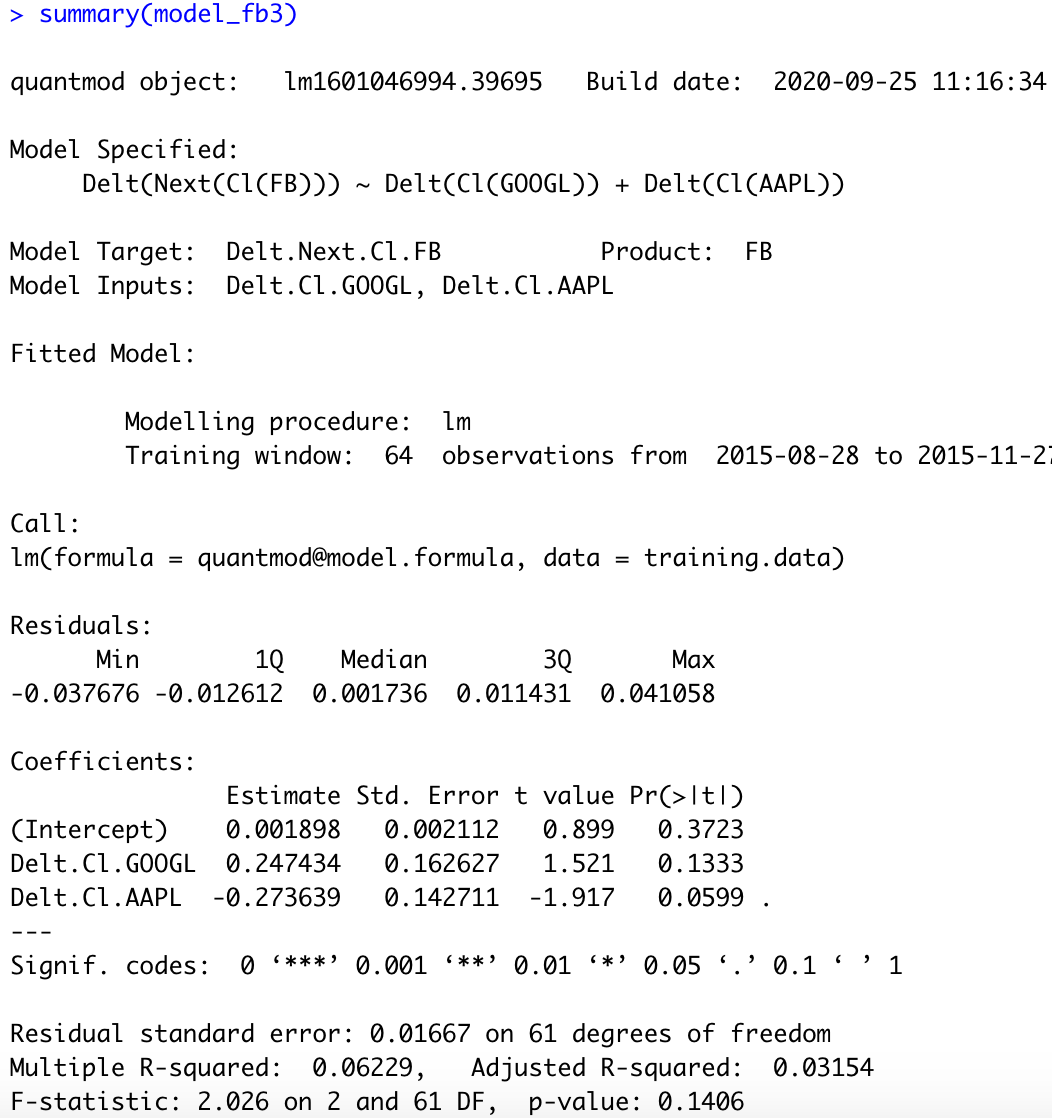 > summary(model_fb3)
quantmod object:   lm1601046994.39695   Build date:  2020-09-25 11:16:34
Model Specified:
     Delt(Next(Cl(FB))) ~ Delt(Cl(GOOGL)) + Delt(Cl(AAPL))
Model Target:  Delt.Next.Cl.FB           Product:  FB
Model Inputs:  Delt.Cl.GOOGL, Delt.Cl.AAPL
Fitted Model:
        Modelling procedure:  lm
        Training window:  64  observations from  2015-08-28 to 2015-11-27
Call:
lm(formula = quantmod@model.formula, data = training.data)
Residuals:
      Min        1Q    Median        3Q       Max
-0.037676 -0.012612  0.001736  0.011431  0.041058
Coefficients:
               Estimate Std. Error t value Pr(>|t|)
(Intercept)    0.001898   0.002112   0.899   0.3723
Delt.Cl.GOOGL  0.247434   0.162627   1.521   0.1333
Delt.Cl.AAPL  -0.273639   0.142711  -1.917   0.0599 .
---
Signif. codes:  0 ‘***’ 0.001 ‘**’ 0.01 ‘*’ 0.05 ‘.’ 0.1 ‘ ’ 1
Residual standard error: 0.01667 on 61 degrees of freedom
Multiple R-squared:  0.06229,   Adjusted R-squared:  0.03154
F-statistic: 2.026 on 2 and 61 DF,  p-value: 0.1406